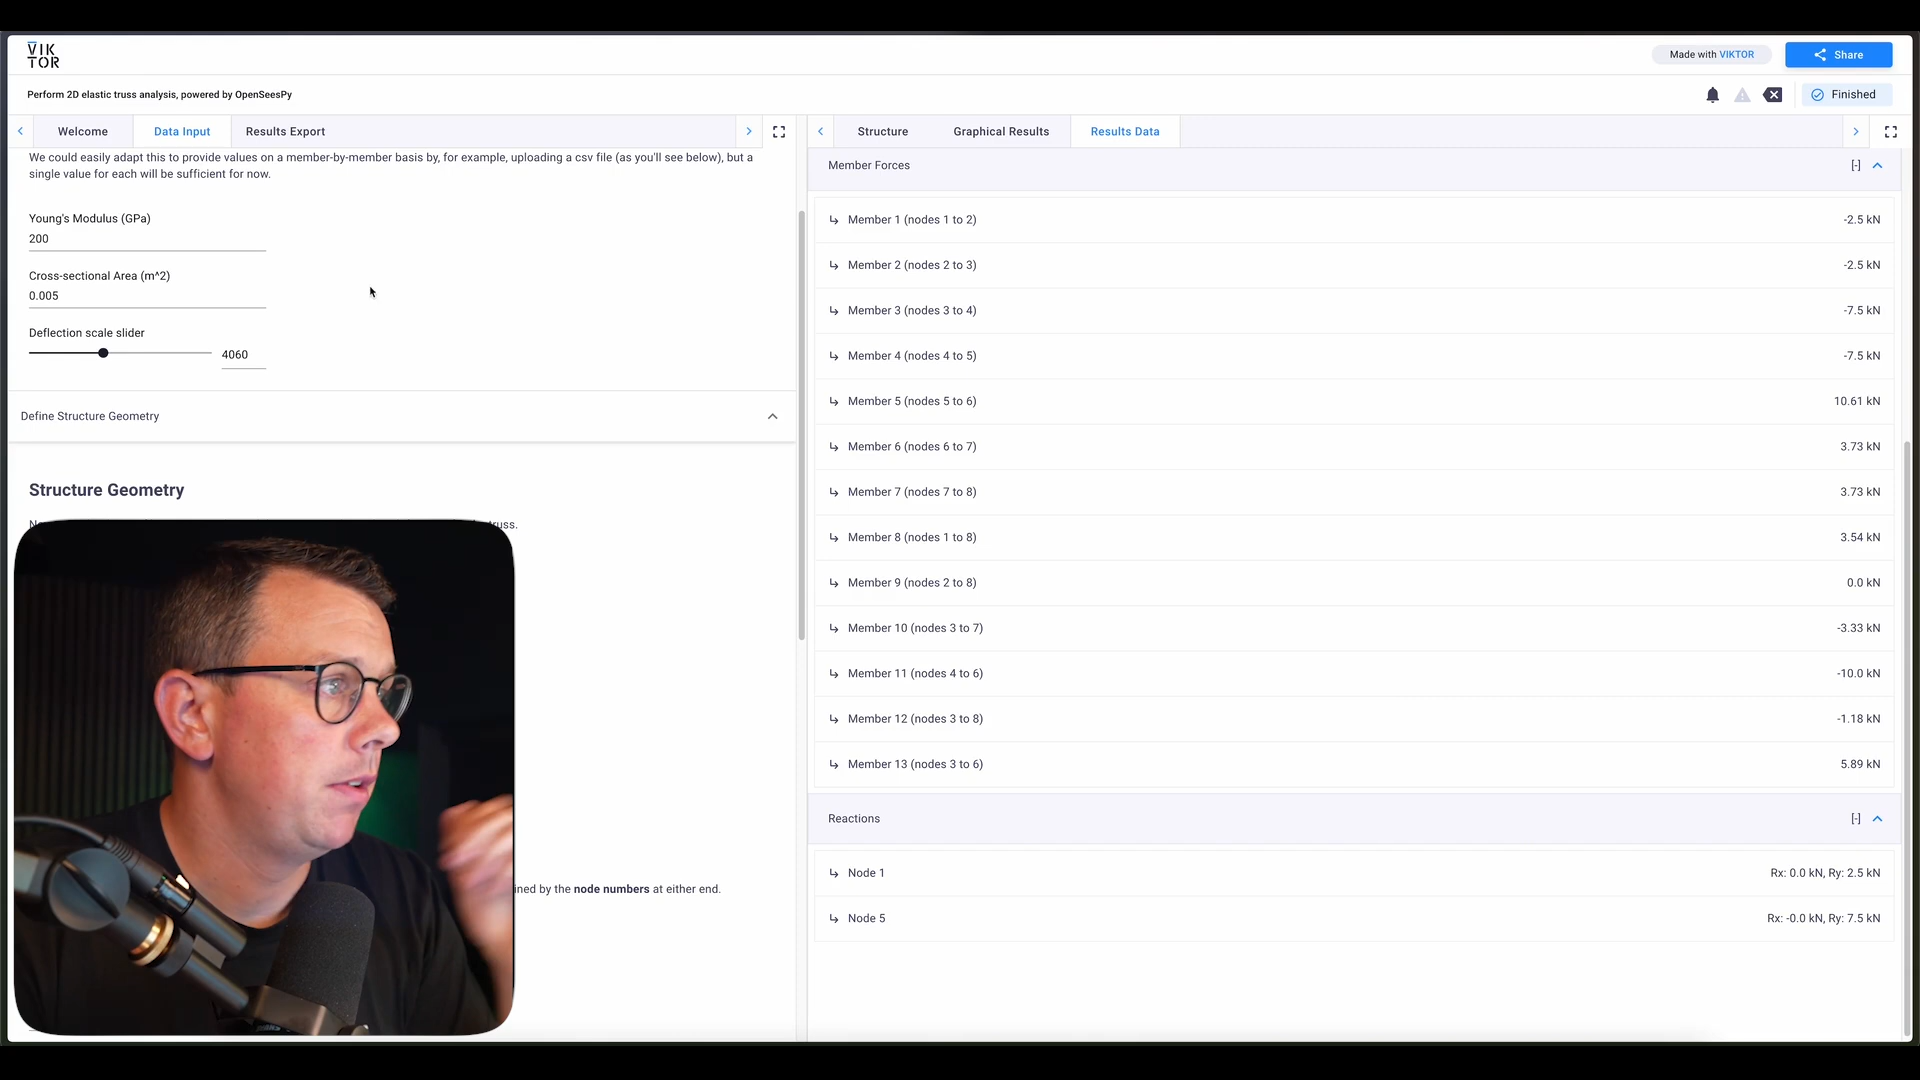 VIK
TOR
Made with VIKTOR
Share
Perform 2D elastic truss analysis, powered by OpenSeesPy
Finished
Welcome
Data Input
Results Export
We could easily adapt this to provide values on a member-by-member basis by, for example, uploading a csv file (as you'll see below), but a
single value for each will be sufficient for now.
Young's Modulus (GPa)
200
Cross-sectional Area (m^2)
0.005
Deflection scale slider
4060
Define Structure Geometry
Structure Geometry
truss.
ined by the node numbers at either end.
Structure
Graphical Results
Results Data
Member Forces [-]
Member 1 (nodes 1 to 2) -2.5 kN
Member 2 (nodes 2 to 3) -2.5 kN
Member 3 (nodes 3 to 4) -7.5 kN
Member 4 (nodes 4 to 5) -7.5 kN
Member 5 (nodes 5 to 6) 10.61 kN
Member 6 (nodes 6 to 7) 3.73 kN
Member 7 (nodes 7 to 8) 3.73 kN
Member 8 (nodes 1 to 8) 3.54 kN
Member 9 (nodes 2 to 8) 0.0 kN
Member 10 (nodes 3 to 7) -3.33 kN
Member 11 (nodes 4 to 6) -10.0 kN
Member 12 (nodes 3 to 8) -1.18 kN
Member 13 (nodes 3 to 6) 5.89 kN
Reactions [-]
Node 1 Rx: 0.0 kN, Ry: 2.5 kN
Node 5 Rx: -0.0 kN, Ry: 7.5 kN